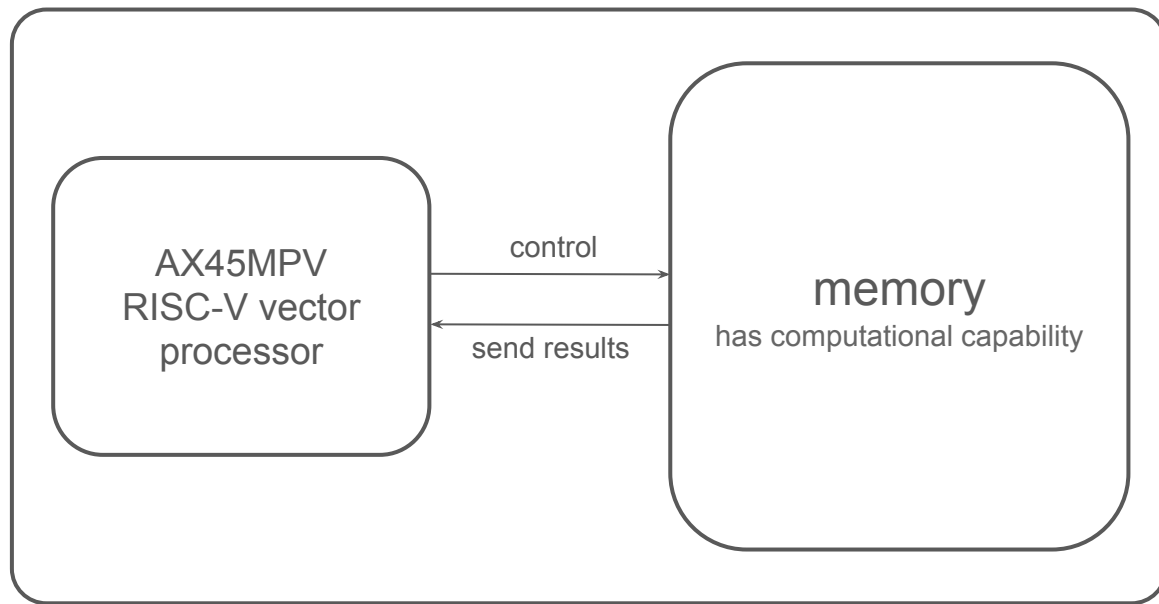 AX45MPV
RISC-V vector
processor
control
send results
memory
has computational capability